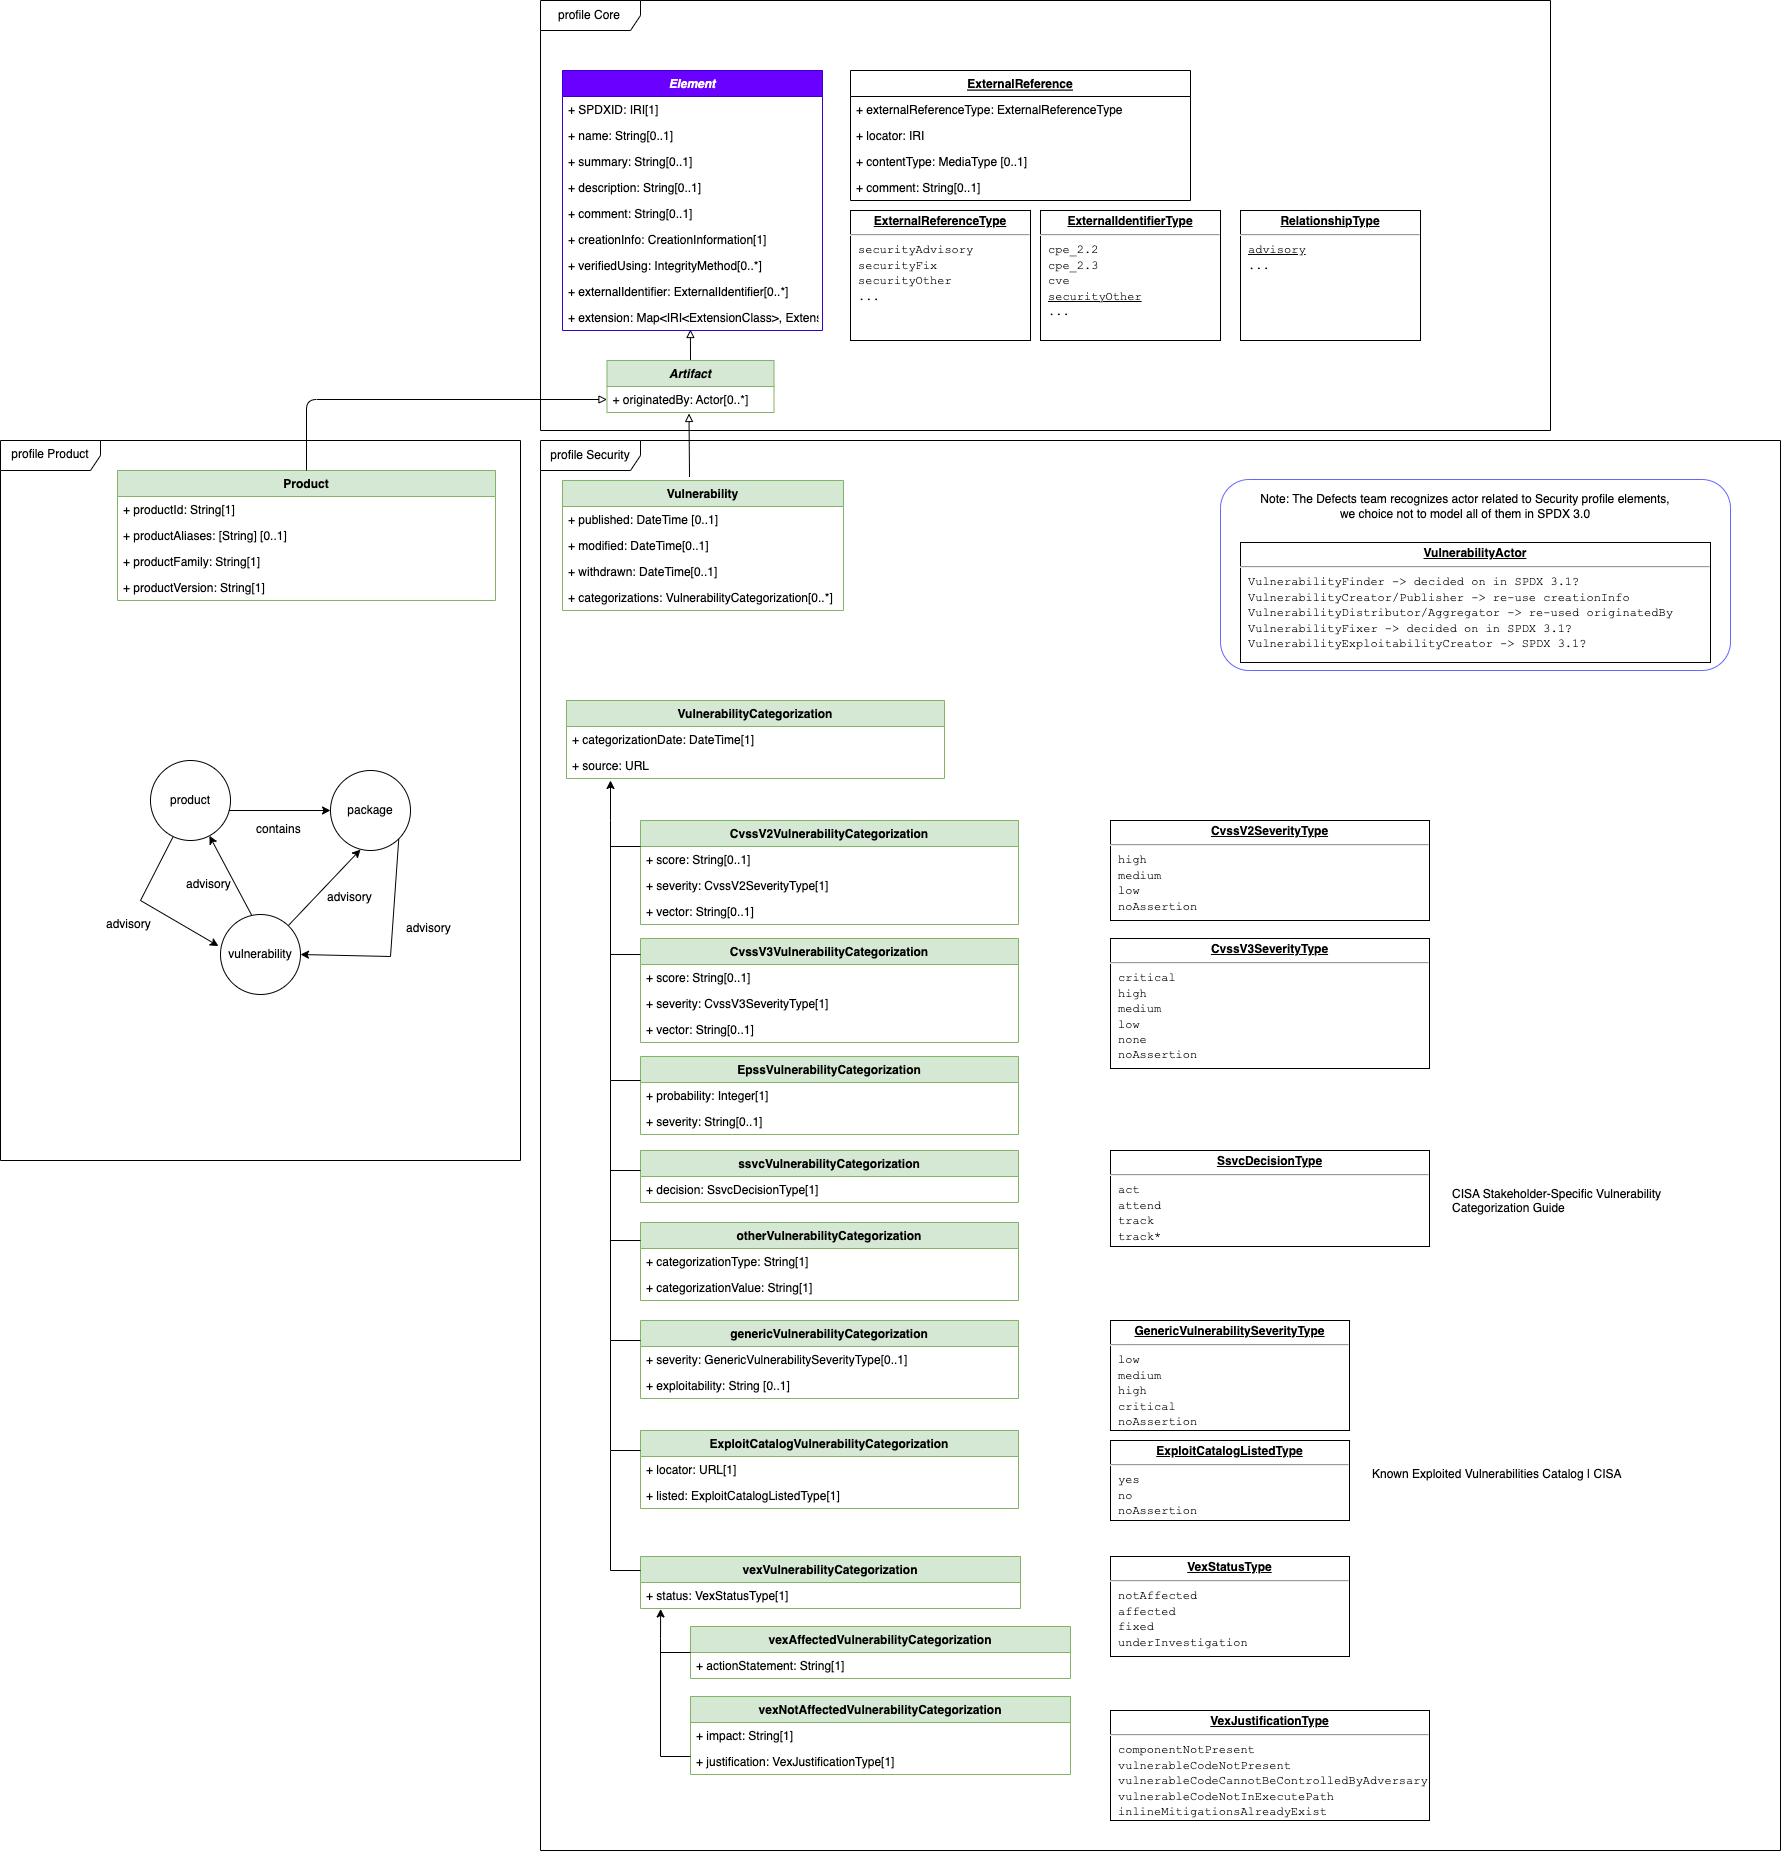 profile Core
Element
+ SPDXID: IRI[1]
+ name: String[0..1]
+ summary: String[0..1]
+ description: String[0..1]
+ comment: String[0..1]
+ creationInfo: CreationInformation[1]
+ verifiedUsing: IntegrityMethod[0..*]
+ externalIdentifier: ExternalIdentifier[0..*]
+ extension: Map<IRI<ExtensionClass>, Extens
ExternalReference
+ externalReferenceType: ExternalReferenceType
+ locator: IRI
+ contentType: MediaType [0..1]
+ comment: String[0..1]
ExternalReferenceType
securityAdvisory
securityFix
securityOther
...
ExternalIdentifierType
cpe_2.2
cpe_2.3
cve
securityOther
...
RelationshipType
advisory
...
Artifact
+ originatedBy: Actor[0..*]
profile Product
Product
+ productId: String[1]
+ productAliases: [String] [0..1]
+ productFamily: String[1]
+ productVersion: String[1]
product
package
contains
advisory
advisory
advisory
advisory
vulnerability
profile Security
Vulnerability
+ published: DateTime [0..1]
+ modified: DateTime[0..1]
+ withdrawn: DateTime[0..1]
+ categorizations: VulnerabilityCategorization[0..*]
Note: The Defects team recognizes actor related to Security profile elements,
we choice not to model all of them in SPDX 3.0
VulnerabilityActor
VulnerabilityFinder -> decided on in SPDX 3.1?
VulnerabilityCreator/Publisher -> re-use creationInfo
VulnerabilityDistributor/Aggregator -> re-used originatedBy
VulnerabilityFixer -> decided on in SPDX 3.1?
VulnerabilityExploitabilityCreator -> SPDX 3.1?
VulnerabilityCategorization
+ categorizationDate: DateTime[1]
+ source: URL
CvssV2VulnerabilityCategorization
+ score: String[0..1]
+ severity: CvssV2SeverityType[1]
+ vector: String[0..1]
CvssV2SeverityType
high
medium
low
noAssertion
CvssV3VulnerabilityCategorization
+ score: String[0..1]
+ severity: CvssV3SeverityType[1]
+ vector: String[0..1]
CvssV3SeverityType
critical
high
medium
low
none
noAssertion
EpssVulnerabilityCategorization
+ probability: Integer[1]
+ severity: String[0..1]
ssvcVulnerabilityCategorization
+ decision: SsvcDecisionType[1]
SsvcDecisionType
act
attend
track
track*
CISA Stakeholder-Specific Vulnerability
Categorization Guide
otherVulnerabilityCategorization
+ categorizationType: String[1]
+ categorizationValue: String[1]
genericVulnerabilityCategorization
+ severity: GenericVulnerabilitySeverityType[0..1]
+ exploitability: String [0..1]
GenericVulnerabilitySeverityType
low
medium
high
critical
noAssertion
ExploitCatalogVulnerabilityCategorization
+ locator: URL[1]
+ listed: ExploitCatalogListedType[1]
ExploitCatalogListedType
yes
no
noAssertion
Known Exploited Vulnerabilities Catalog | CISA
vexVulnerabilityCategorization
+ status: VexStatusType[1]
VexStatusType
notAffected
affected
fixed
underInvestigation
vexAffectedVulnerabilityCategorization
+ actionStatement: String[1]
vexNotAffectedVulnerabilityCategorization
+ impact: String[1]
+ justification: VexJustificationType[1]
VexJustificationType
componentNotPresent
vulnerableCodeNotPresent
vulnerableCodeCannotBeControlledByAdversary
vulnerableCodeNotInExecutePath
inlineMitigationsAlreadyExist